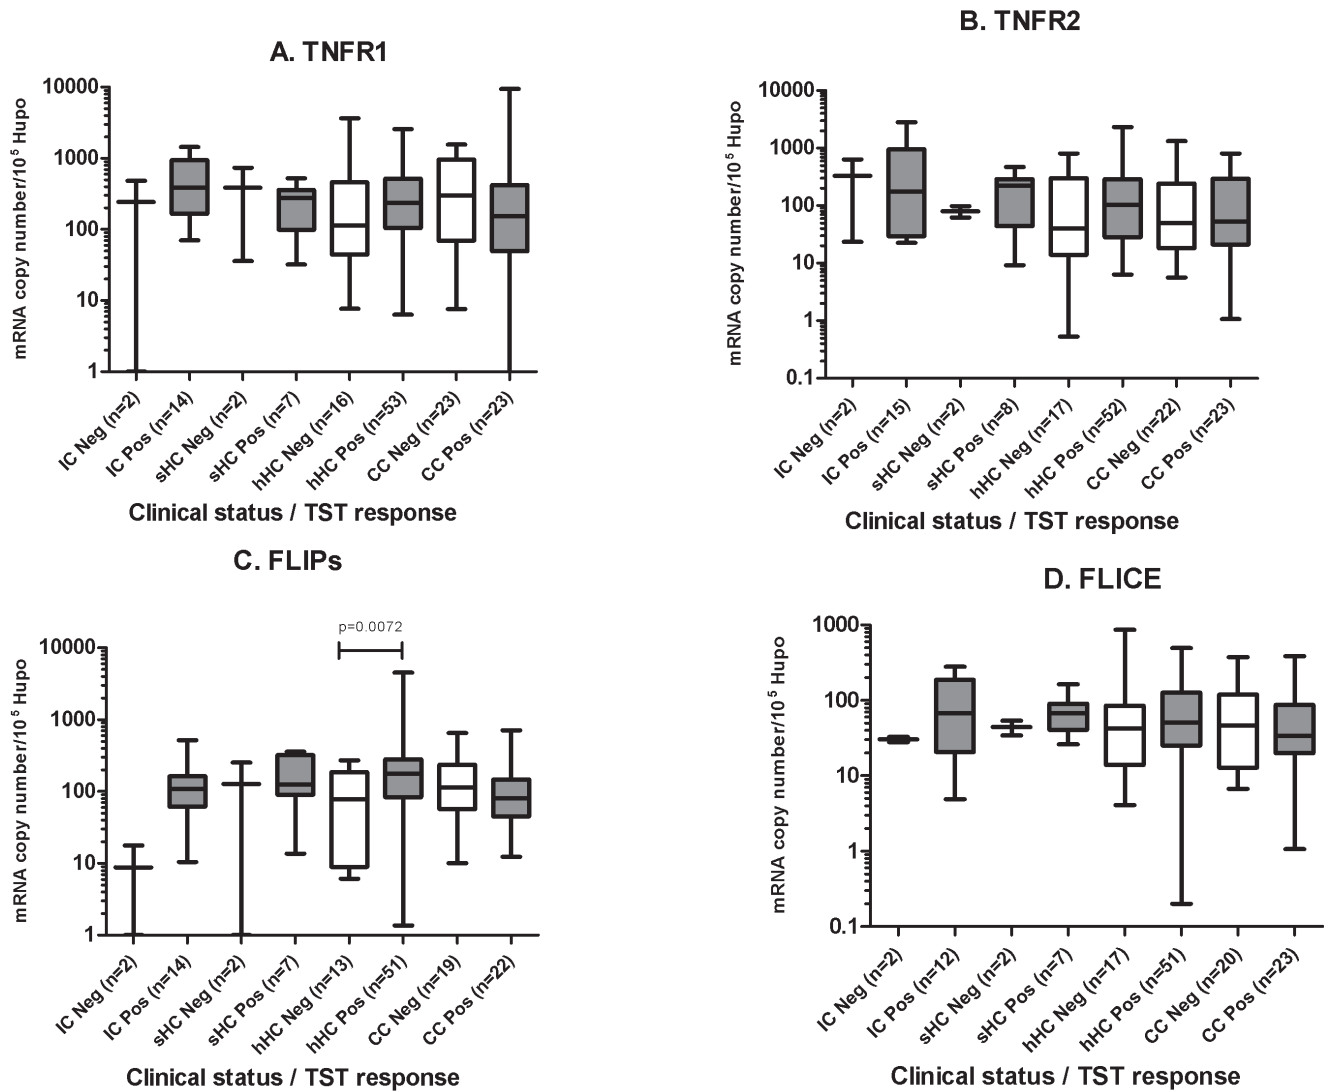 A. TNFR1
mRNA copy number/10⁵ Hupo
10000
1000
100
10
1
IC Neg (n=2)
IC Pos (n=14)
sHC Neg (n=2)
sHC Pos (n=7)
hHC Neg (n=16)
hHC Pos (n=53)
CC Neg (n=23)
CC Pos (n=23)
Clinical status / TST response
B. TNFR2
mRNA copy number/10⁵ Hupo
10000
1000
100
10
1
0.1
IC Neg (n=2)
IC Pos (n=15)
sHC Neg (n=2)
sHC Pos (n=8)
hHC Neg (n=17)
hHC Pos (n=52)
CC Neg (n=22)
CC Pos (n=23)
Clinical status / TST response
C. FLIPs
p=0.0072
mRNA copy number/10⁵ Hupo
10000
1000
100
10
1
IC Neg (n=2)
IC Pos (n=14)
sHC Neg (n=2)
sHC Pos (n=7)
hHC Neg (n=13)
hHC Pos (n=51)
CC Neg (n=19)
CC Pos (n=22)
Clinical status / TST response
D. FLICE
mRNA copy number/10⁵ Hupo
1000
100
10
1
0.1
IC Neg (n=2)
IC Pos (n=12)
sHC Neg (n=2)
sHC Pos (n=7)
hHC Neg (n=17)
hHC Pos (n=51)
CC Neg (n=20)
CC Pos (n=23)
Clinical status / TST response